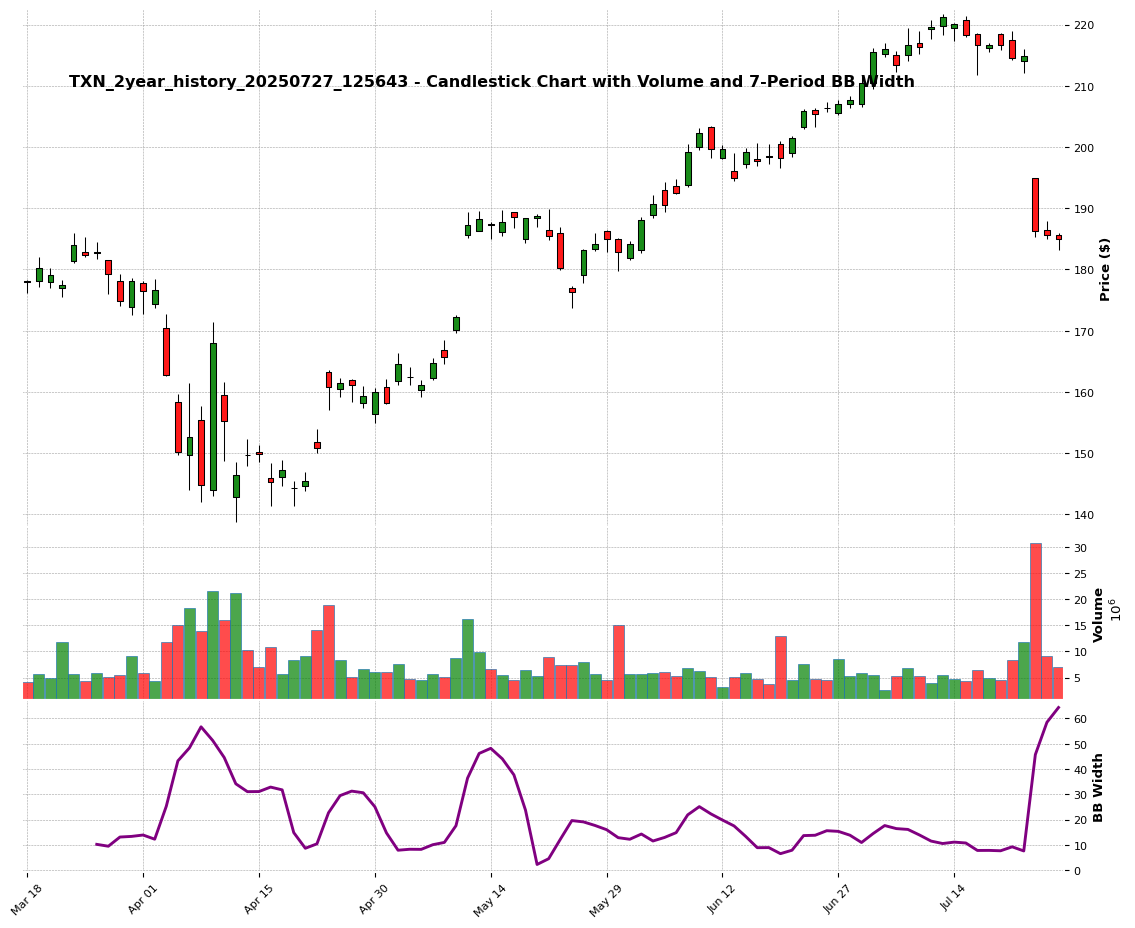 TXN_2year_history_20250727_125643 - Candlestick Chart with Volume and 7-Period BB Width
220
210
200
190
180
170
160
150
140
Price ($)
30
25
20
15
10
5
Volume
10^6
60
50
40
30
20
10
0
BB Width
Mar 18
Apr 01
Apr 15
Apr 30
May 14
May 29
Jun 12
Jun 27
Jul 14